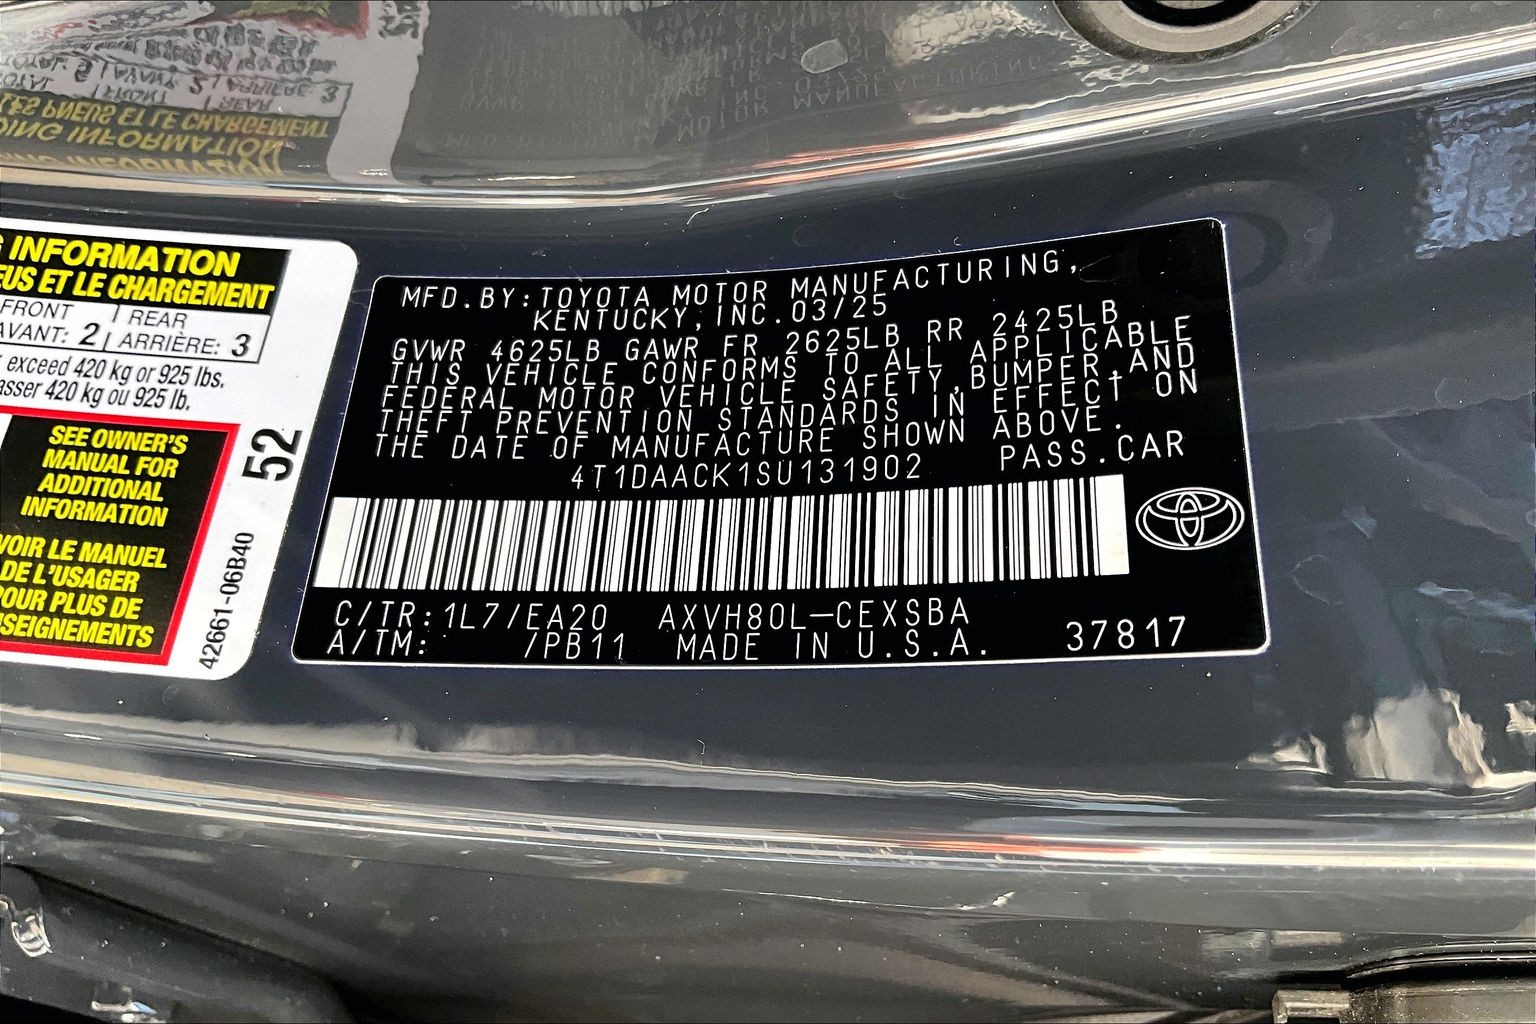 INFORMATION
EUS ET LE CHARGEMENT
FRONT | REAR
AVANT: 2 | ARRIÈRE: 3
exceed 420 kg or 925 lbs.
asser 420 kg ou 925 lb.
SEE OWNER'S
MANUAL FOR
ADDITIONAL
INFORMATION
VOIR LE MANUEL
DE L'USAGER
POUR PLUS DE
SEIGNEMENTS
52
42661-06B40
MFD.BY:TOYOTA MOTOR MANUFACTURING,
KENTUCKY,INC.03/25
GVWR 4625LB GAWR FR 2625LB RR 2425LB
THIS VEHICLE CONFORMS TO ALL APPLICABLE
FEDERAL MOTOR VEHICLE SAFETY,BUMPER,AND
THEFT PREVENTION STANDARDS IN EFFECT ON
THE DATE OF MANUFACTURE SHOWN ABOVE.
4T1DAACK1SU131902 PASS.CAR
C/TR:1L7/EA20 AXVH80L-CEXSBA
A/TM: /PB11 MADE IN U.S.A. 37817